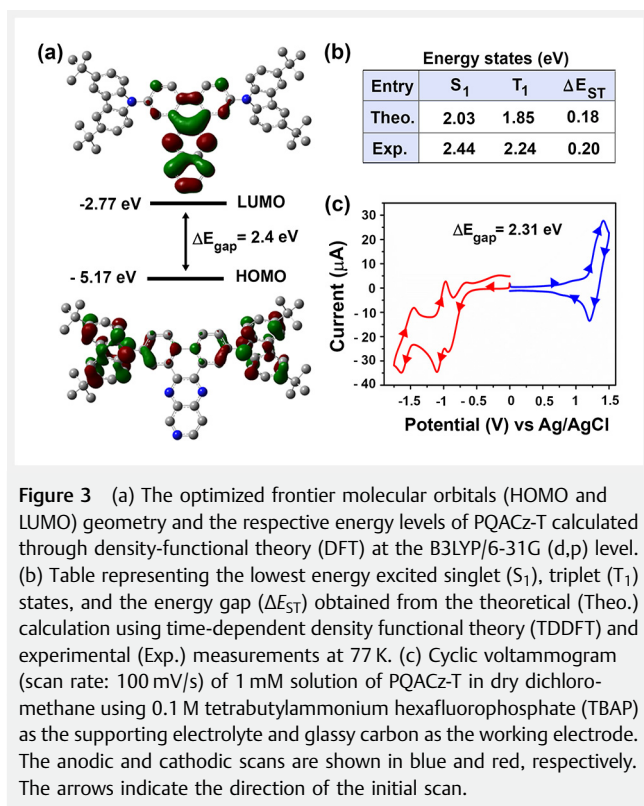 (a)
-2.77 eV
LUMO
ΔE_gap = 2.4 eV
- 5.17 eV
HOMO
(b)
Energy states (eV)
Entry S₁ T₁ ΔE_ST
Theo. 2.03 1.85 0.18
Exp. 2.44 2.24 0.20
(c)
ΔE_gap= 2.31 eV
Current (μA)
30
20
10
0
- 10
- 20
- 30
- 40
-1.5 -1.0 -0.5 0 0.5 1 1.5
Potential (V) vs Ag/AgCl
Figure 3 (a) The optimized frontier molecular orbitals (HOMO and
LUMO) geometry and the respective energy levels of PQACz-T calculated
through density-functional theory (DFT) at the B3LYP/6-31G (d,p) level.
(b) Table representing the lowest energy excited singlet (S₁), triplet (T₁)
states, and the energy gap (ΔE_ST) obtained from the theoretical (Theo.)
calculation using time-dependent density functional theory (TDDFT) and
experimental (Exp.) measurements at 77 K. (c) Cyclic voltammogram
(scan rate: 100 mV/s) of 1 mM solution of PQACz-T in dry dichloro-
methane using 0.1 M tetrabutylammonium hexafluorophosphate (TBAP)
as the supporting electrolyte and glassy carbon as the working electrode.
The anodic and cathodic scans are shown in blue and red, respectively.
The arrows indicate the direction of the initial scan.